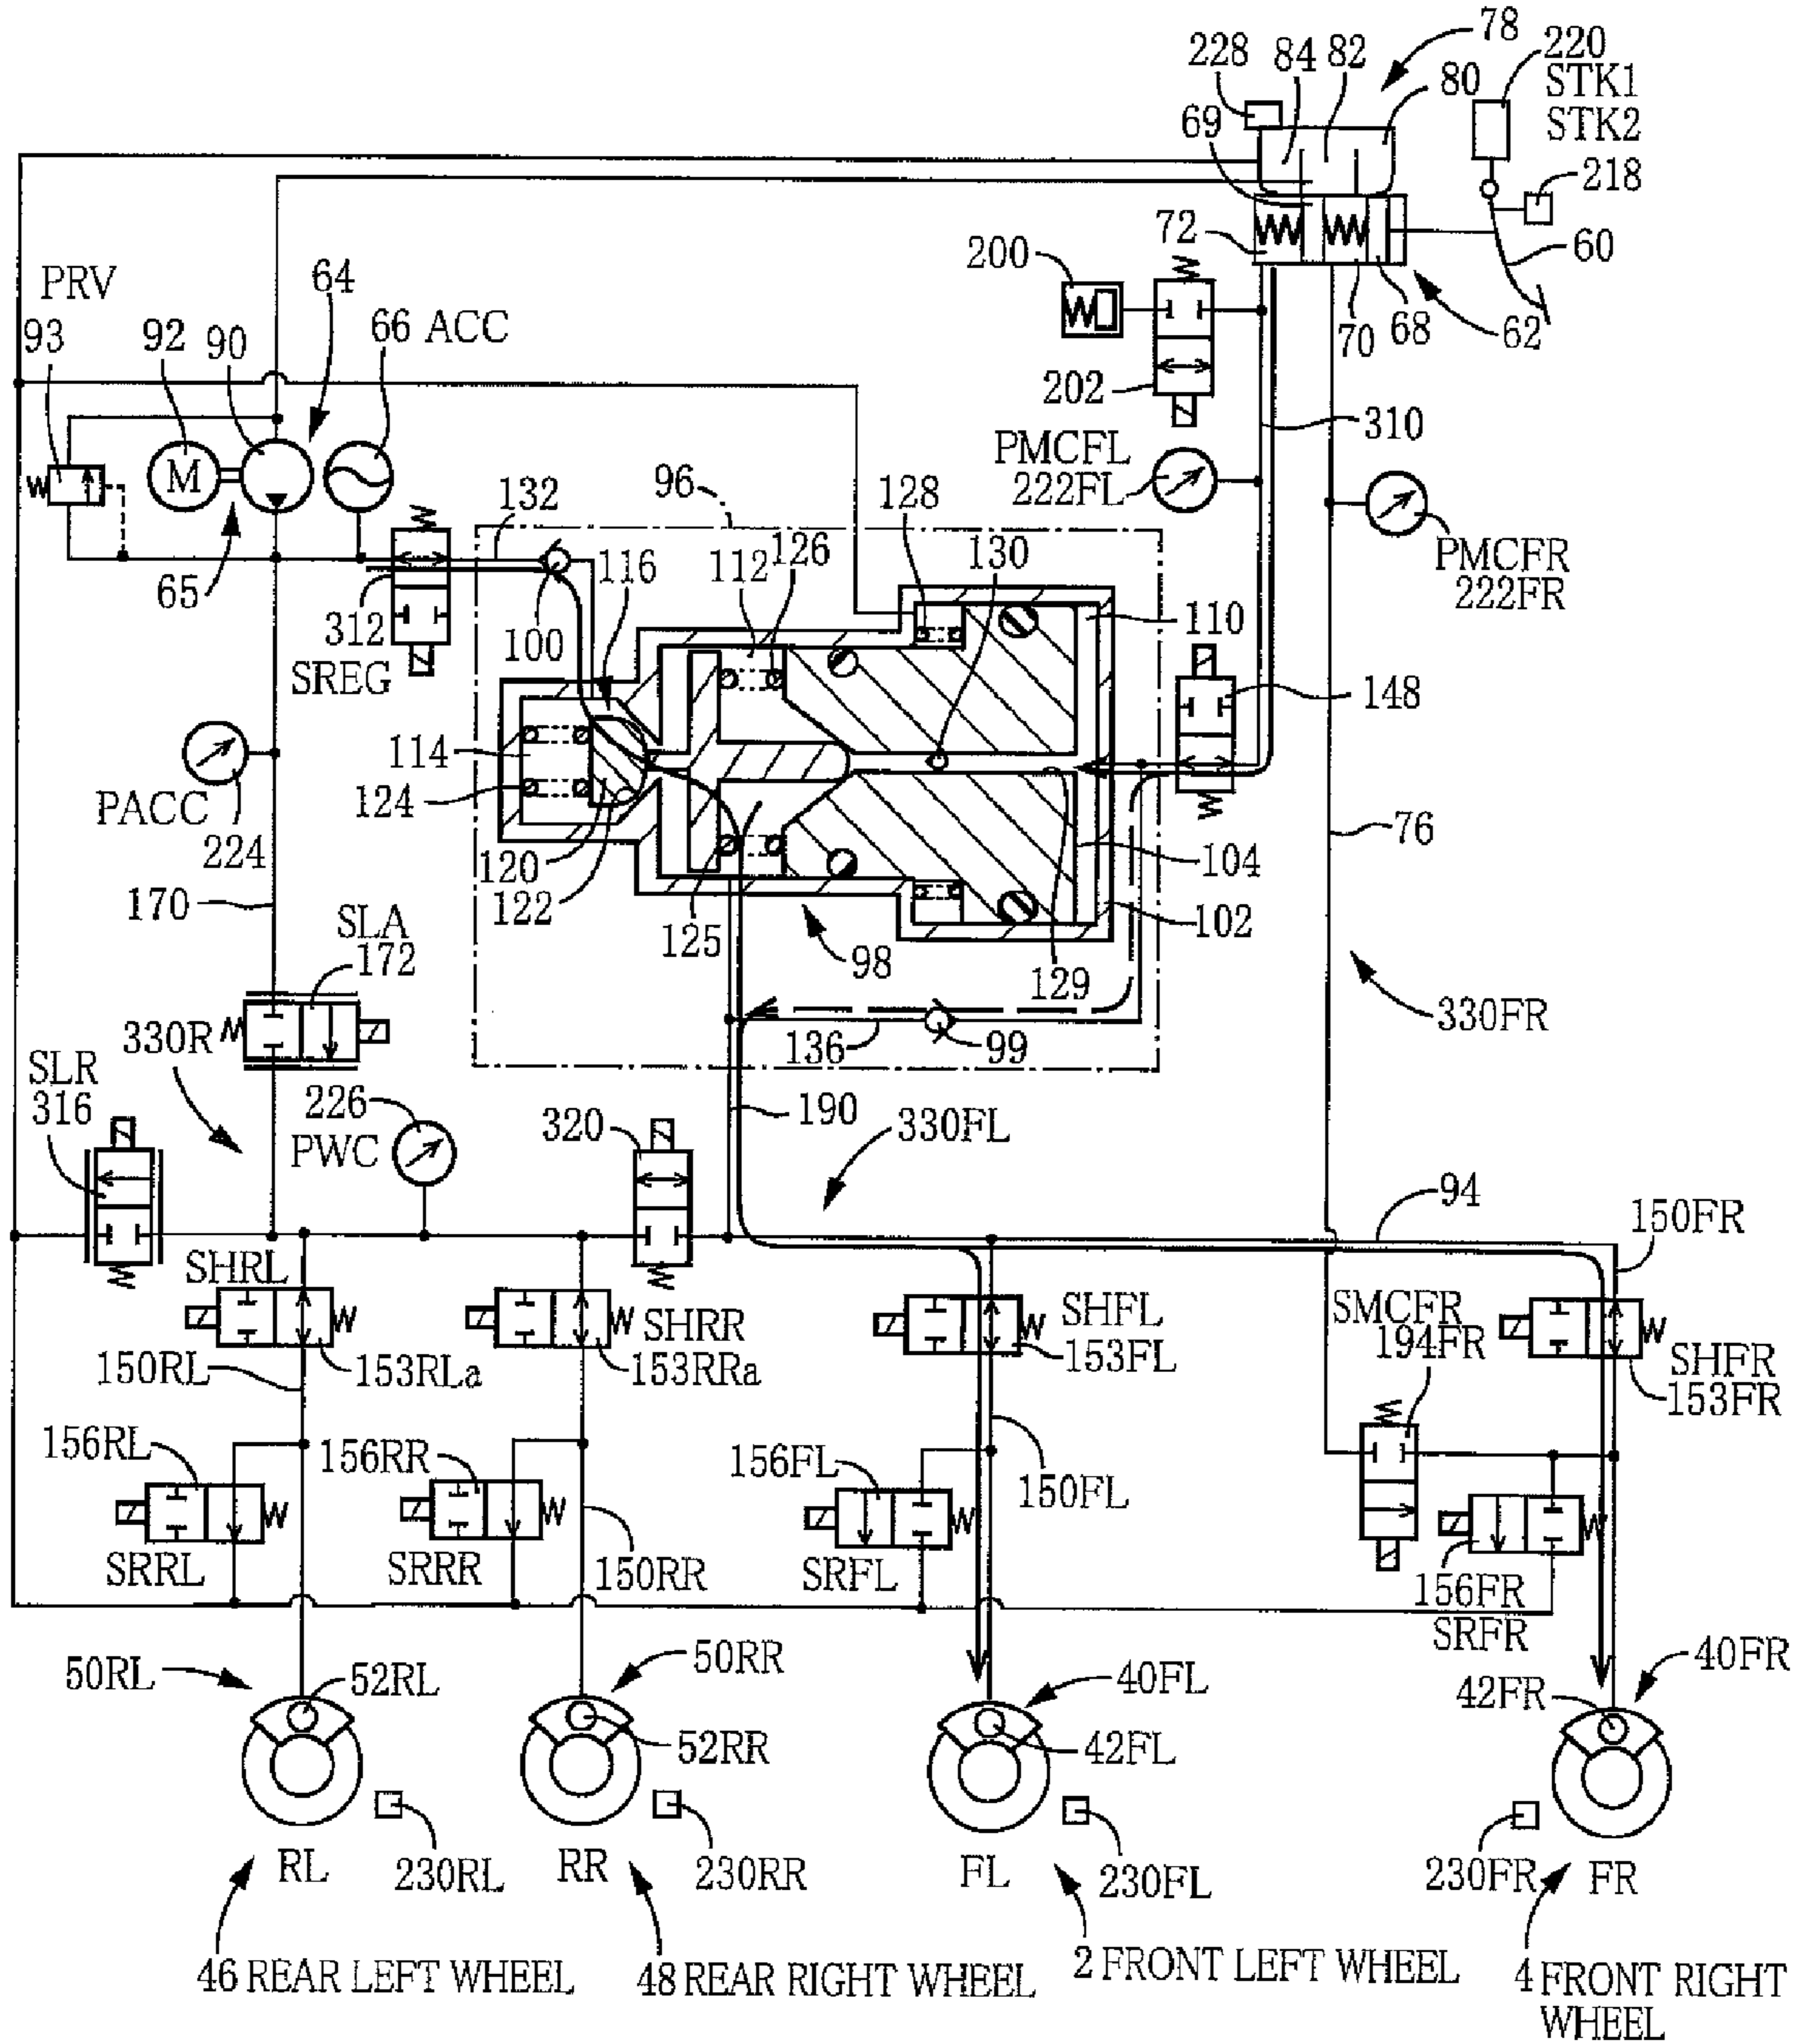 78
228
84
82
80
220
STK1
STK2
69
218
72
60
200
PRV
64
93
92
90
66 ACC
70
68
62
202
310
M
PMCFL
222FL
96
132
128
126
112
130
116
PMCFR
222FR
65
110
312
100
SREG
148
114
124
PACC
224
76
120
122
104
170
SLA
172
125
98
129
102
330R
136
99
330FR
SLR
316
226
PWC
320
190
330FL
94
150FR
SHRL
SHRR
SHFL
SMCFR
194FR
150RL
153RLa
153RRa
153FL
SHFR
153FR
156RL
156RR
156FL
150FL
SRRL
SRRR
150RR
SRFL
156FR
SRFR
50RL
52RL
50RR
40FL
42FR
40FR
52RR
42FL
RL
230RL
RR
230RR
FL
230FL
230FR
FR
46 REAR LEFT WHEEL
48 REAR RIGHT WHEEL
2 FRONT LEFT WHEEL
4 FRONT RIGHT
WHEEL